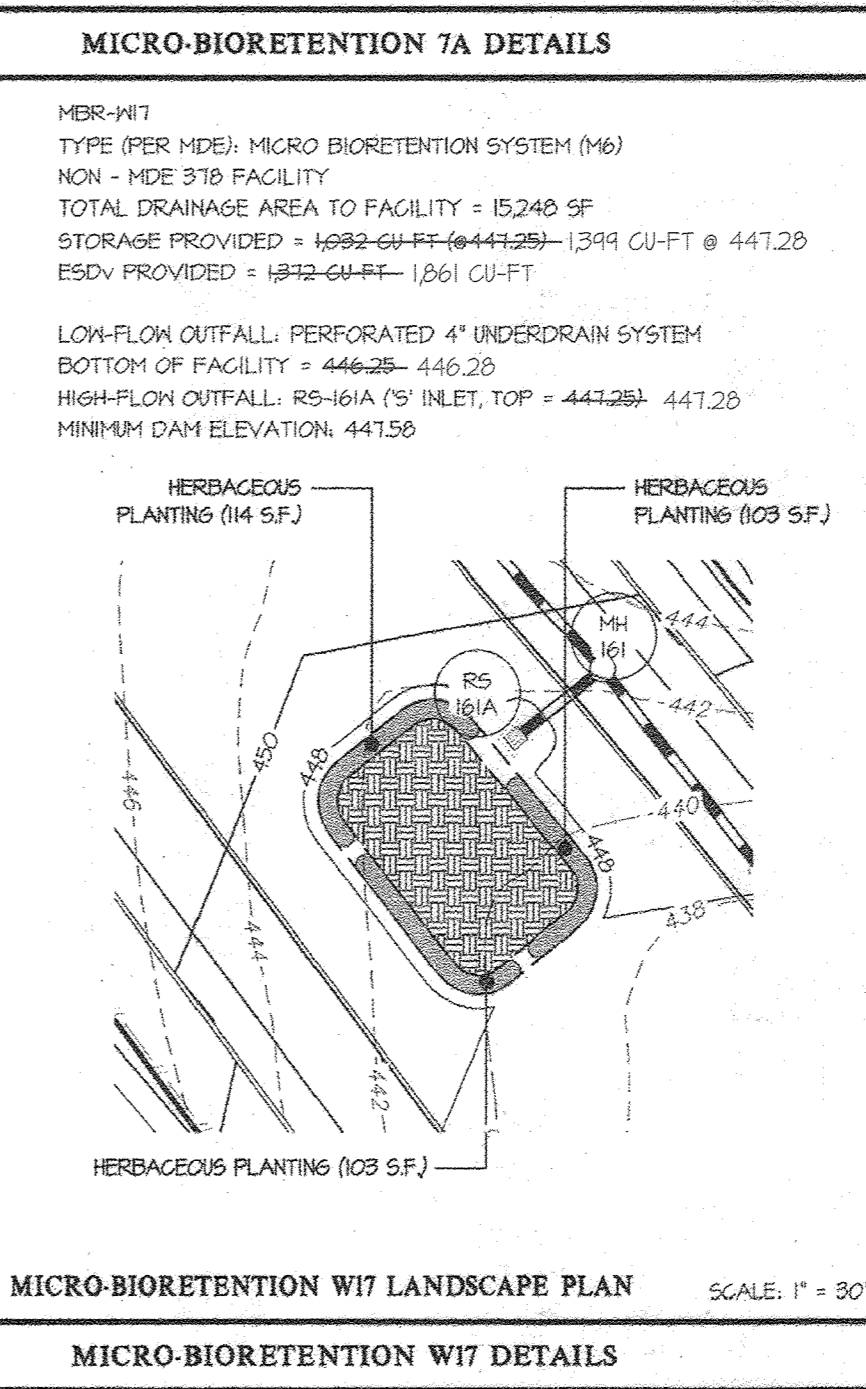 MICRO-BIORETENTION 7A DETAILS
MBR-W17
TYPE (PER MDE): MICRO BIORETENTION SYSTEM (M6)
NON - MDE 378 FACILITY
TOTAL DRAINAGE AREA TO FACILITY = 15,248 SF
STORAGE PROVIDED = 1,032 CU-FT (@447.25) 1,399 CU-FT @ 447.28
ESDv PROVIDED = 1,372 CU-FT 1,861 CU-FT
LOW-FLOW OUTFALL: PERFORATED 4" UNDERDRAIN SYSTEM
BOTTOM OF FACILITY = 446.25 446.28
HIGH-FLOW OUTFALL: RS-161A ('S' INLET, TOP = 447.25) 447.28
MINIMUM DAM ELEVATION: 447.58
HERBACEOUS
PLANTING (114 S.F.)
HERBACEOUS
PLANTING (103 S.F.)
MH
161
444
RS
161A
442
450
448
446
440
448
438
444
442
HERBACEOUS PLANTING (103 S.F.)
MICRO-BIORETENTION W17 LANDSCAPE PLAN
SCALE: 1" = 30'
MICRO-BIORETENTION W17 DETAILS